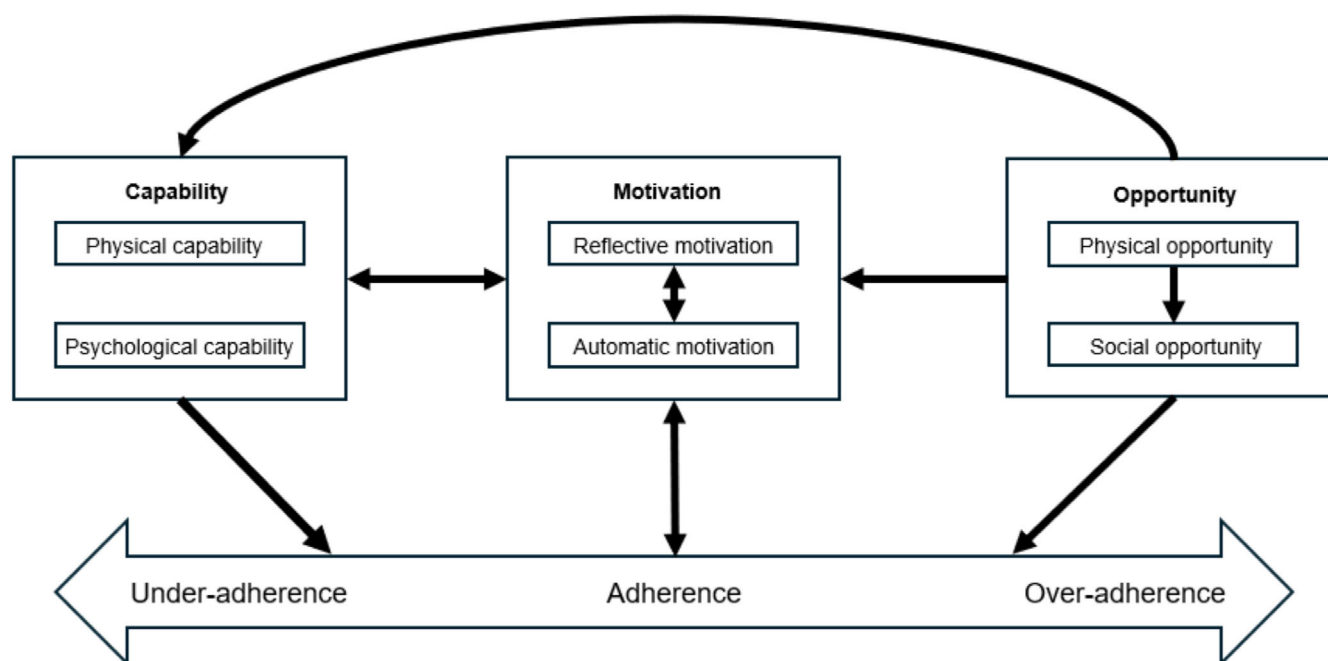 Capability
Physical capability
Psychological capability
Motivation
Reflective motivation
Automatic motivation
Opportunity
Physical opportunity
Social opportunity
Under-adherence
Adherence
Over-adherence